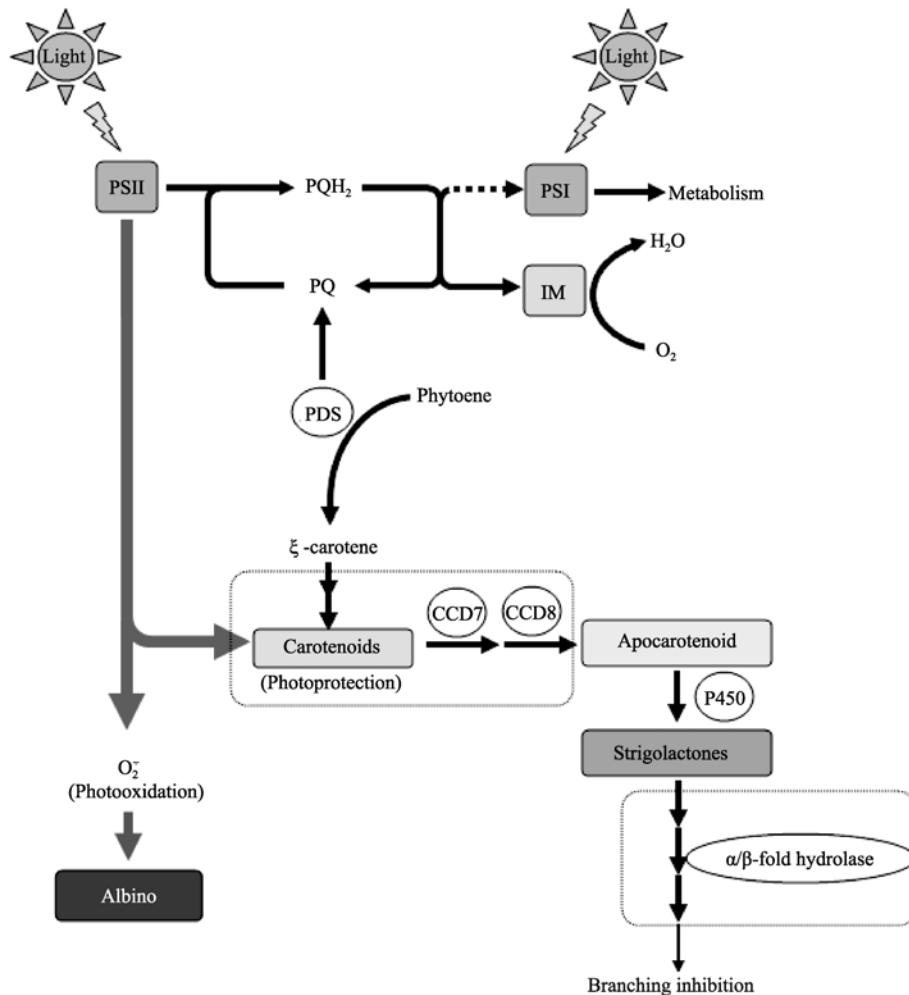 Light
Light
PSII
PQH₂
PSI
Metabolism
H₂O
PQ
IM
O₂
PDS
Phytoene
ξ -carotene
CCD7
CCD8
Carotenoids
(Photoprotection)
Apocarotenoid
P450
Strigolactones
O₂⁻
(Photooxidation)
α/β-fold hydrolase
Albino
Branching inhibition